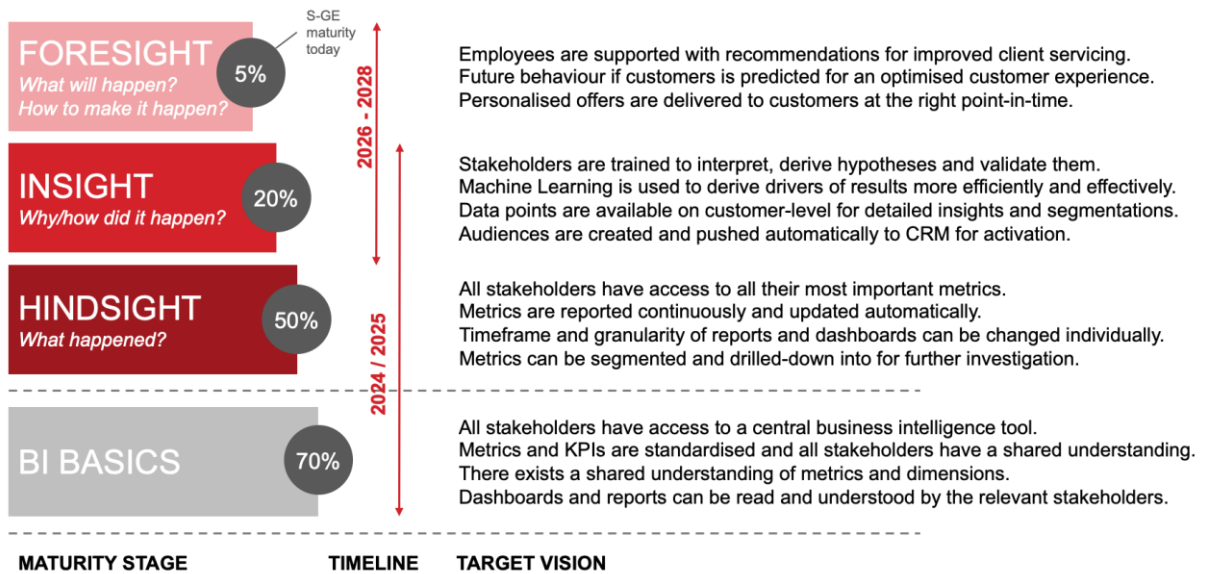 S-GE
maturity
today
FORESIGHT
What will happen?
How to make it happen?
5%
Employees are supported with recommendations for improved client servicing.
Future behaviour if customers is predicted for an optimised customer experience.
Personalised offers are delivered to customers at the right point-in-time.
2026 - 2028
INSIGHT
Why/how did it happen?
20%
Stakeholders are trained to interpret, derive hypotheses and validate them.
Machine Learning is used to derive drivers of results more efficiently and effectively.
Data points are available on customer-level for detailed insights and segmentations.
Audiences are created and pushed automatically to CRM for activation.
HINDSIGHT
What happened?
50%
All stakeholders have access to all their most important metrics.
Metrics are reported continuously and updated automatically.
Timeframe and granularity of reports and dashboards can be changed individually.
Metrics can be segmented and drilled-down into for further investigation.
2024 / 2025
BI BASICS
70%
All stakeholders have access to a central business intelligence tool.
Metrics and KPIs are standardised and all stakeholders have a shared understanding.
There exists a shared understanding of metrics and dimensions.
Dashboards and reports can be read and understood by the relevant stakeholders.
MATURITY STAGE
TIMELINE
TARGET VISION